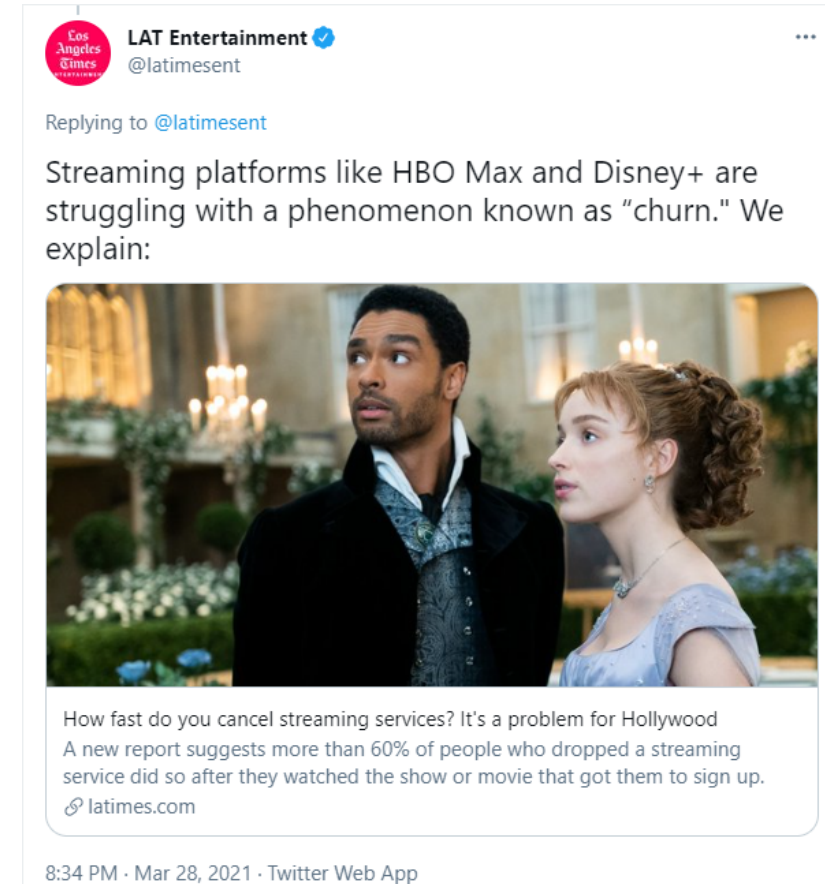 Los
Angeles
Times
ENTERTAINMENT
LAT Entertainment
@latimesent
Replying to @latimesent
Streaming platforms like HBO Max and Disney+ are
struggling with a phenomenon known as “churn." We
explain:
How fast do you cancel streaming services? It's a problem for Hollywood
A new report suggests more than 60% of people who dropped a streaming
service did so after they watched the show or movie that got them to sign up.
latimes.com
8:34 PM · Mar 28, 2021 · Twitter Web App